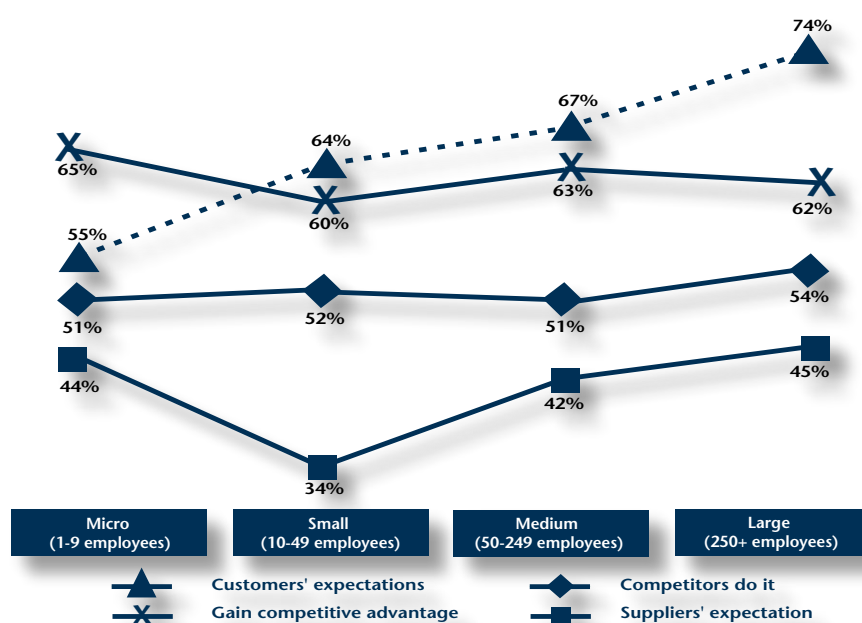 74%
67%
64%
65%
60%
63%
62%
55%
51%
52%
51%
54%
44%
34%
42%
45%
Micro
(1-9 employees)
Small
(10-49 employees)
Medium
(50-249 employees)
Large
(250+ employees)
Customers' expectations
Competitors do it
Gain competitive advantage
Suppliers' expectation